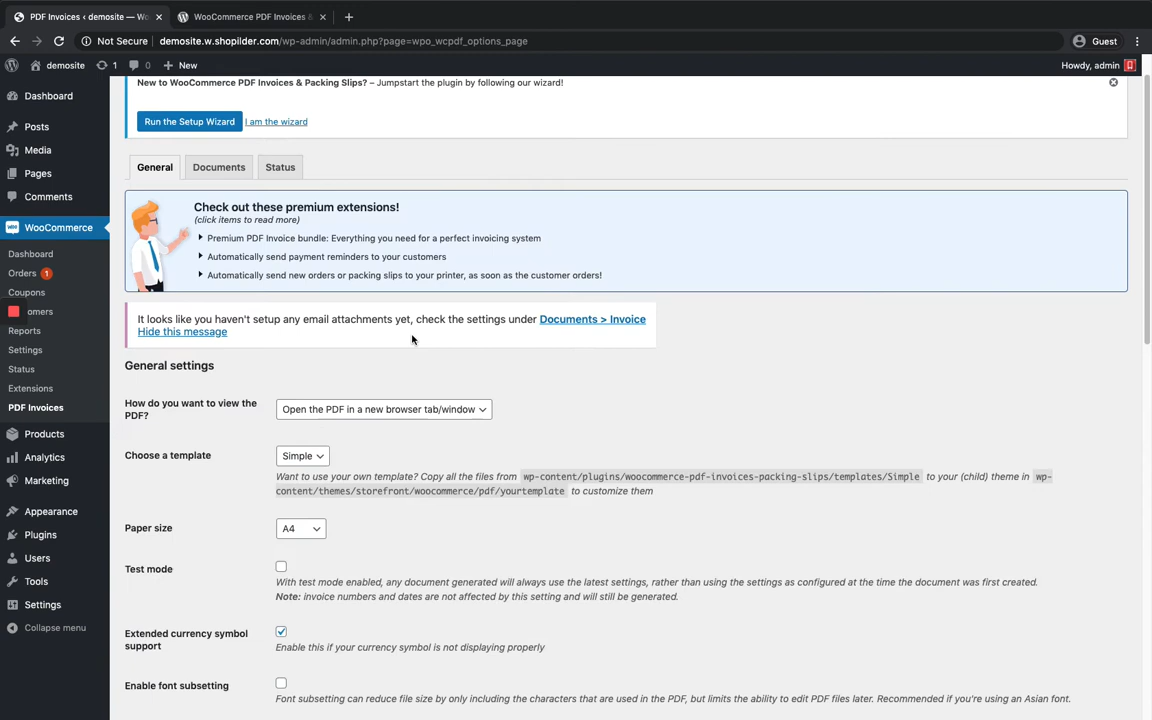 PDF Invoices < demosite — Wo
WooCommerce PDF Invoices &
Not Secure
demosite.w.shopilder.com/wp-admin/admin.php?page=wpo_wcpdf_options_page
Guest
demosite
1
0
New
Howdy, admin
Dashboard
Posts
Media
Pages
Comments
WooCommerce
Dashboard
Orders 1
Coupons
omers
Reports
Settings
Status
Extensions
PDF Invoices
Products
Analytics
Marketing
Appearance
Plugins
Users
Tools
Settings
Collapse menu
New to WooCommerce PDF Invoices & Packing Slips? – Jumpstart the plugin by following our wizard!
Run the Setup Wizard
I am the wizard
General
Documents
Status
Check out these premium extensions!
(click items to read more)
Premium PDF Invoice bundle: Everything you need for a perfect invoicing system
Automatically send payment reminders to your customers
Automatically send new orders or packing slips to your printer, as soon as the customer orders!
It looks like you haven't setup any email attachments yet, check the settings under Documents > Invoice
Hide this message
General settings
How do you want to view the
PDF?
Open the PDF in a new browser tab/window
Choose a template
Simple
Want to use your own template? Copy all the files from wp-content/plugins/woocommerce-pdf-invoices-packing-slips/templates/Simple to your (child) theme in wp-
content/themes/storefront/woocommerce/pdf/yourtemplate to customize them
Paper size
A4
Test mode
With test mode enabled, any document generated will always use the latest settings, rather than using the settings as configured at the time the document was first created.
Note: invoice numbers and dates are not affected by this setting and will still be generated.
Extended currency symbol
support
Enable this if your currency symbol is not displaying properly
Enable font subsetting
Font subsetting can reduce file size by only including the characters that are used in the PDF, but limits the ability to edit PDF files later. Recommended if you're using an Asian font.